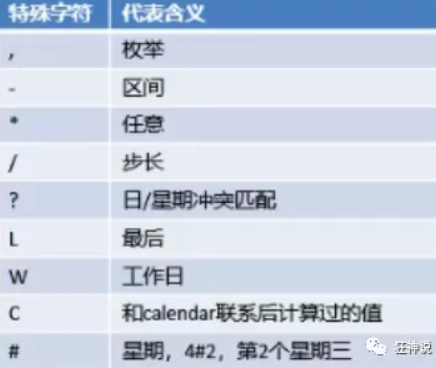 特殊字符 代表含义
, 枚举
- 区间
* 任意
/ 步长
? 日/星期冲突匹配
L 最后
W 工作日
C 和calendar联系后计算过的值
# 星期，4#2，第2个星期三
狂神说